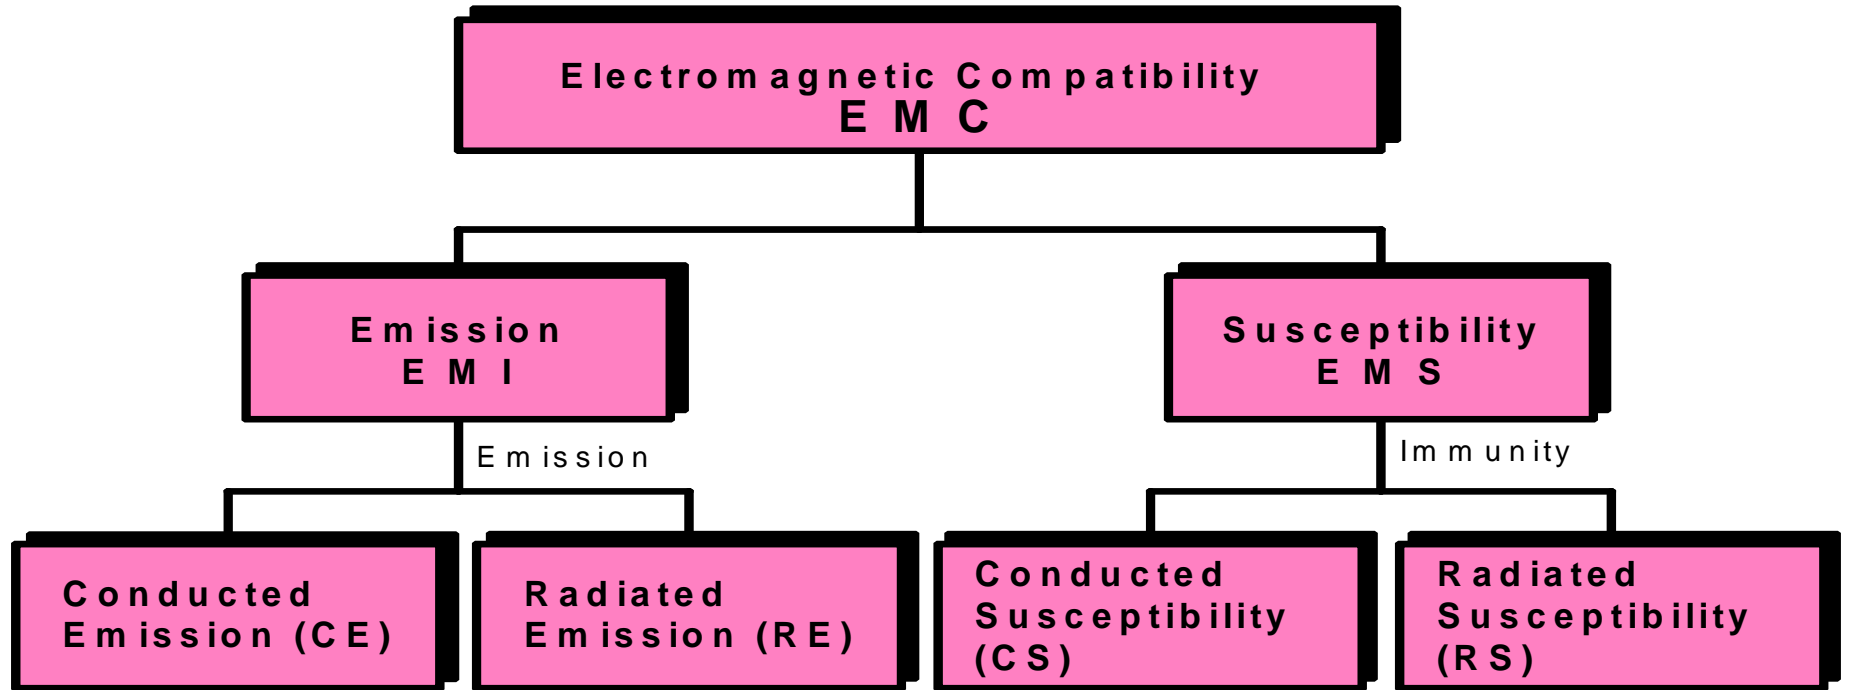 Electromagnetic Compatibility
EMC
Emission
EMI
Susceptibility
EMS
Emission
Immunity
Conducted
Emission (CE)
Radiated
Emission (RE)
Conducted
Susceptibility
(CS)
Radiated
Susceptibility
(RS)